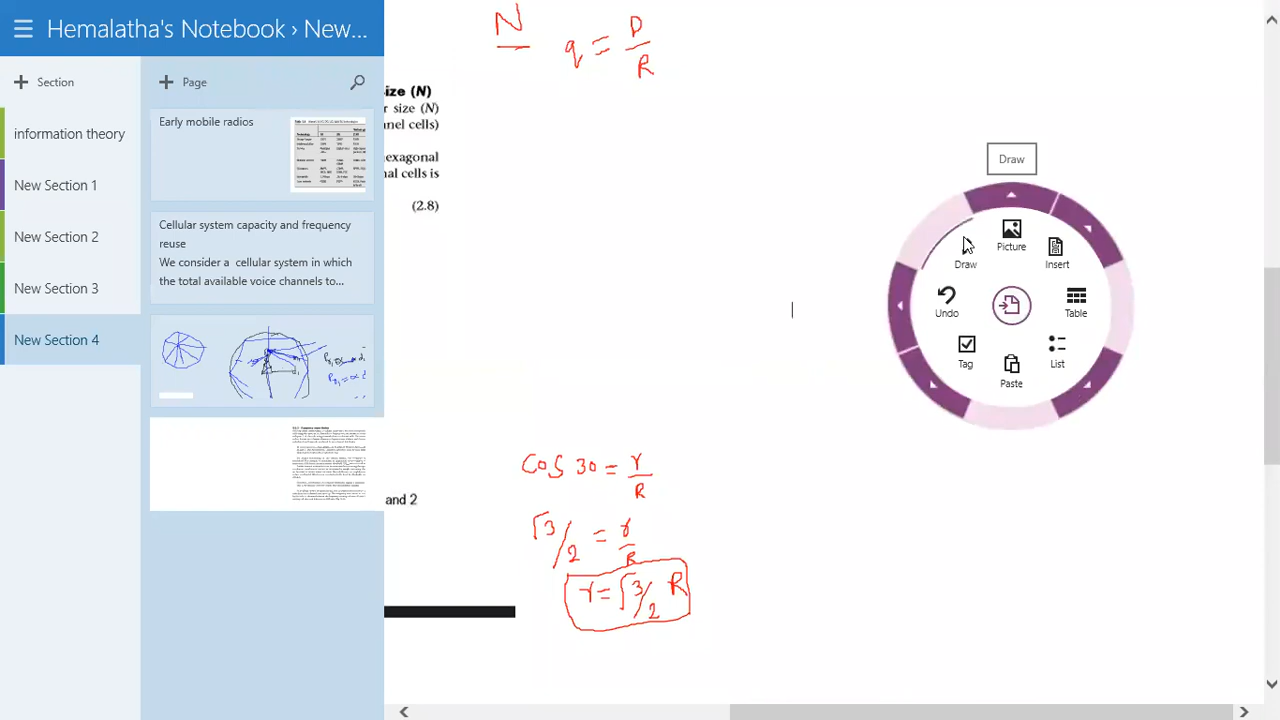 Hemalatha's Notebook › New...
Section
Page
information theory
New Section 1
New Section 2
New Section 3
New Section 4
Early mobile radios
Cellular system capacity and frequency
reuse
We consider a cellular system in which
the total available voice channels to...
N
q = D/R
ize (N)
r size (N)
nnel cells)
exagonal
nal cells is
(2.8)
and 2
Cos 30 = r/R
√3/2 = r/R
r = √3/2 R
Draw
Picture
Draw
Insert
Undo
Table
Tag
List
Paste